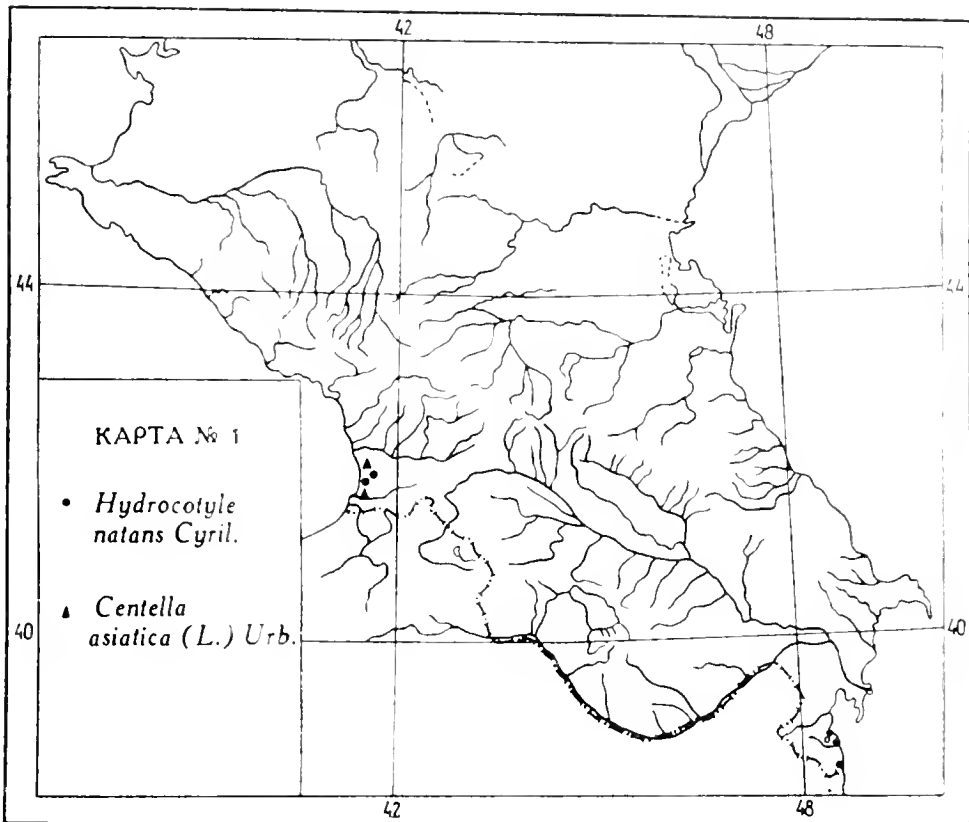 42 48
44 44
КАРТА № 1
Hydrocotyle
natans Cyril.
Centella
asiatica (L.) Urb.
40 40
42 48